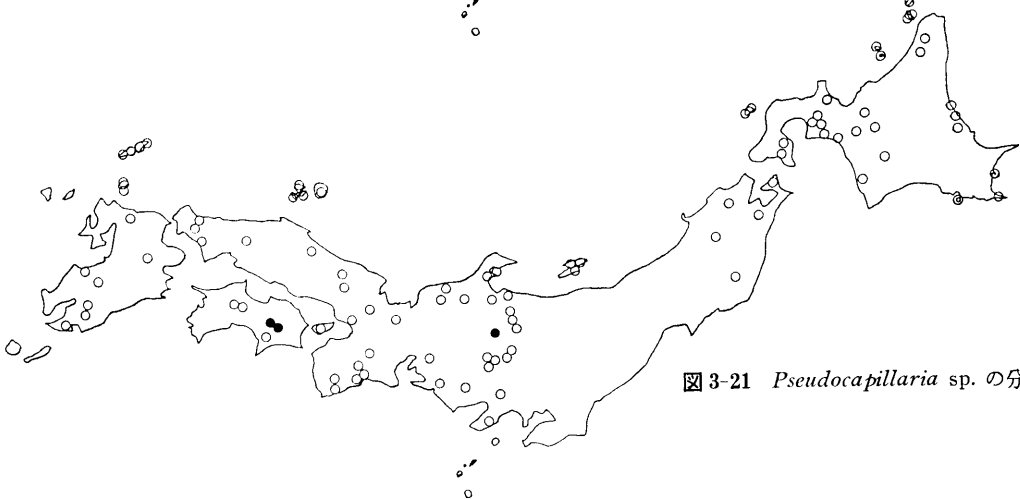 図 3-21 Pseudocapillaria sp. の分